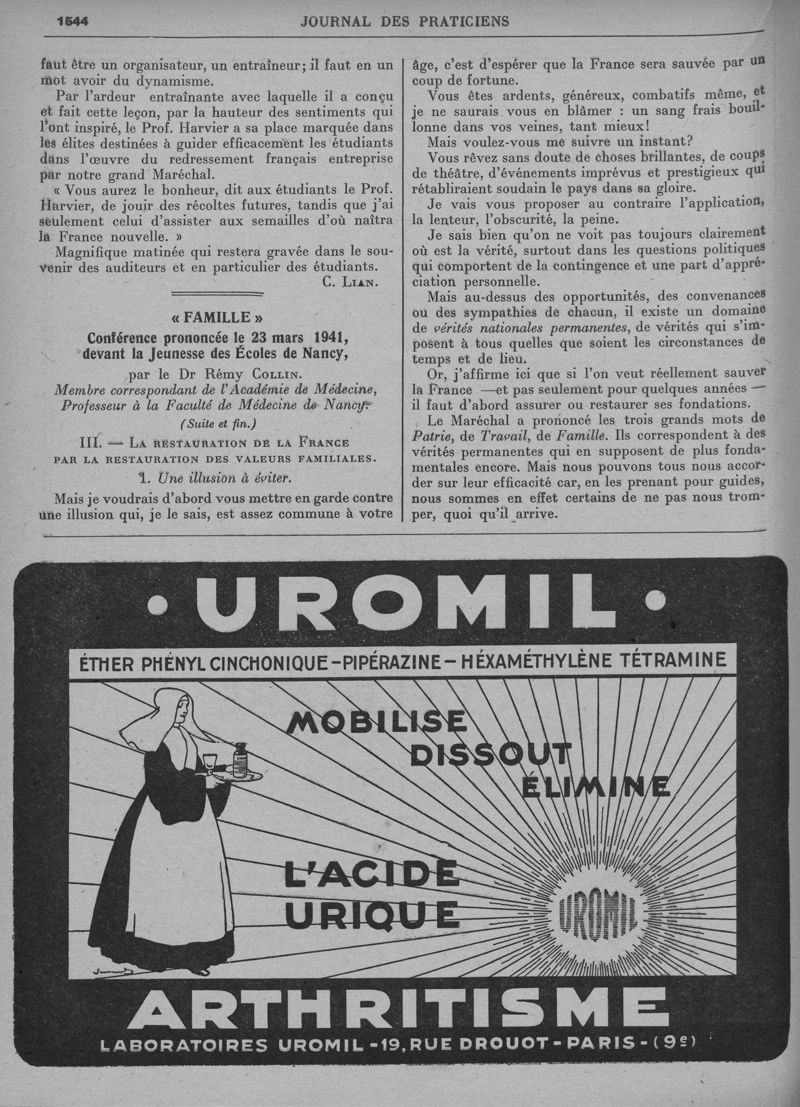 1544
JOURNAL DES PRATICIENS
faut être un organisateur, un entraîneur; il faut en un
mot avoir du dynamisme.
Par l'ardeur entraînante avec laquelle il a conçu
et fait cette leçon, par la hauteur des sentiments qui
l'ont inspiré, le Prof. Harvier a sa place marquée dans
les élites destinées à guider efficacement les étudiants
dans l'œuvre du redressement français entreprise
par notre grand Maréchal.
« Vous aurez le bonheur, dit aux étudiants le Prof.
Harvier, de jouir des récoltes futures, tandis que j'ai
seulement celui d'assister aux semailles d'où naîtra
la France nouvelle. »
Magnifique matinée qui restera gravée dans le sou-
venir des auditeurs et en particulier des étudiants.
C. LIAN.
« FAMILLE »
Conférence prononcée le 23 mars 1941,
devant la Jeunesse des Écoles de Nancy,
par le Dr Rémy COLLIN.
Membre correspondant de l'Académie de Médecine,
Professeur à la Faculté de Médecine de Nancy.
(Suite et fin.)
III. — LA RESTAURATION DE LA FRANCE
PAR LA RESTAURATION DES VALEURS FAMILIALES.
1. Une illusion à éviter.
Mais je voudrais d'abord vous mettre en garde contre
une illusion qui, je le sais, est assez commune à votre
âge, c'est d'espérer que la France sera sauvée par un
coup de fortune.
Vous êtes ardents, généreux, combatifs même, et
je ne saurais vous en blâmer : un sang frais bouil-
lonne dans vos veines, tant mieux!
Mais voulez-vous me suivre un instant?
Vous rêvez sans doute de choses brillantes, de coups
de théâtre, d'événements imprévus et prestigieux qui
rétabliraient soudain le pays dans sa gloire.
Je vais vous proposer au contraire l'application,
la lenteur, l'obscurité, la peine.
Je sais bien qu'on ne voit pas toujours clairement
où est la vérité, surtout dans les questions politiques
qui comportent de la contingence et une part d'appré-
ciation personnelle.
Mais au-dessus des opportunités, des convenances
ou des sympathies de chacun, il existe un domaine
de vérités nationales permanentes, de vérités qui s'im-
posent à tous quelles que soient les circonstances de
temps et de lieu.
Or, j'affirme ici que si l'on veut réellement sauver
la France —et pas seulement pour quelques années —
il faut d'abord assurer ou restaurer ses fondations.
Le Maréchal a prononcé les trois grands mots de
Patrie, de Travail, de Famille. Ils correspondent à des
vérités permanentes qui en supposent de plus fonda-
mentales encore. Mais nous pouvons tous nous accor-
der sur leur efficacité car, en les prenant pour guides,
nous sommes en effet certains de ne pas nous trom-
per, quoi qu'il arrive.
• UROMIL •
ÉTHER PHÉNYL CINCHONIQUE - PIPÉRAZINE - HÉXAMÉTHYLÈNE TÉTRAMINE
MOBILISE
DISSOUT
ÉLIMINE
L'ACIDE
URIQUE
UROMIL
ARTHRITISME
LABORATOIRES UROMIL - 19, RUE DROUOT - PARIS - (9e)